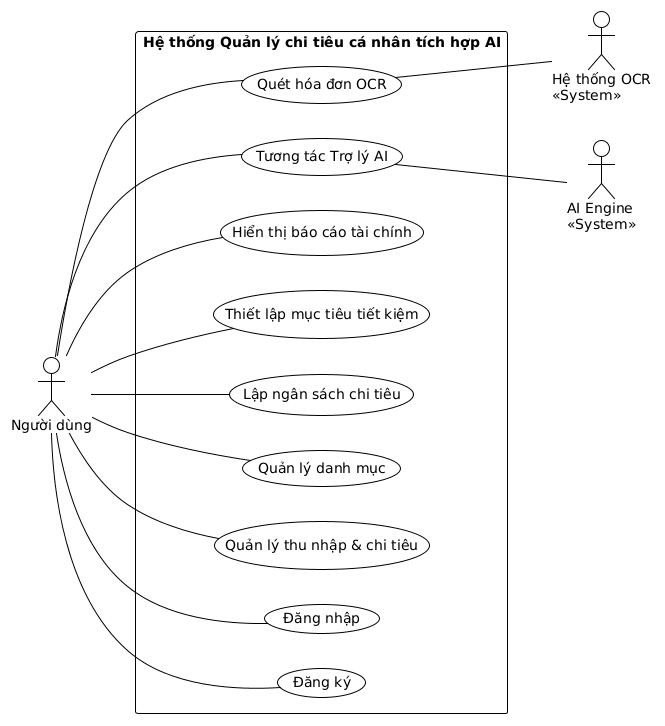 Hệ thống Quản lý chi tiêu cá nhân tích hợp AI
Quét hóa đơn OCR
Hệ thống OCR
«System»
Tương tác Trợ lý AI
AI Engine
«System»
Hiển thị báo cáo tài chính
Thiết lập mục tiêu tiết kiệm
Lập ngân sách chi tiêu
Người dùng
Quản lý danh mục
Quản lý thu nhập & chi tiêu
Đăng nhập
Đăng ký